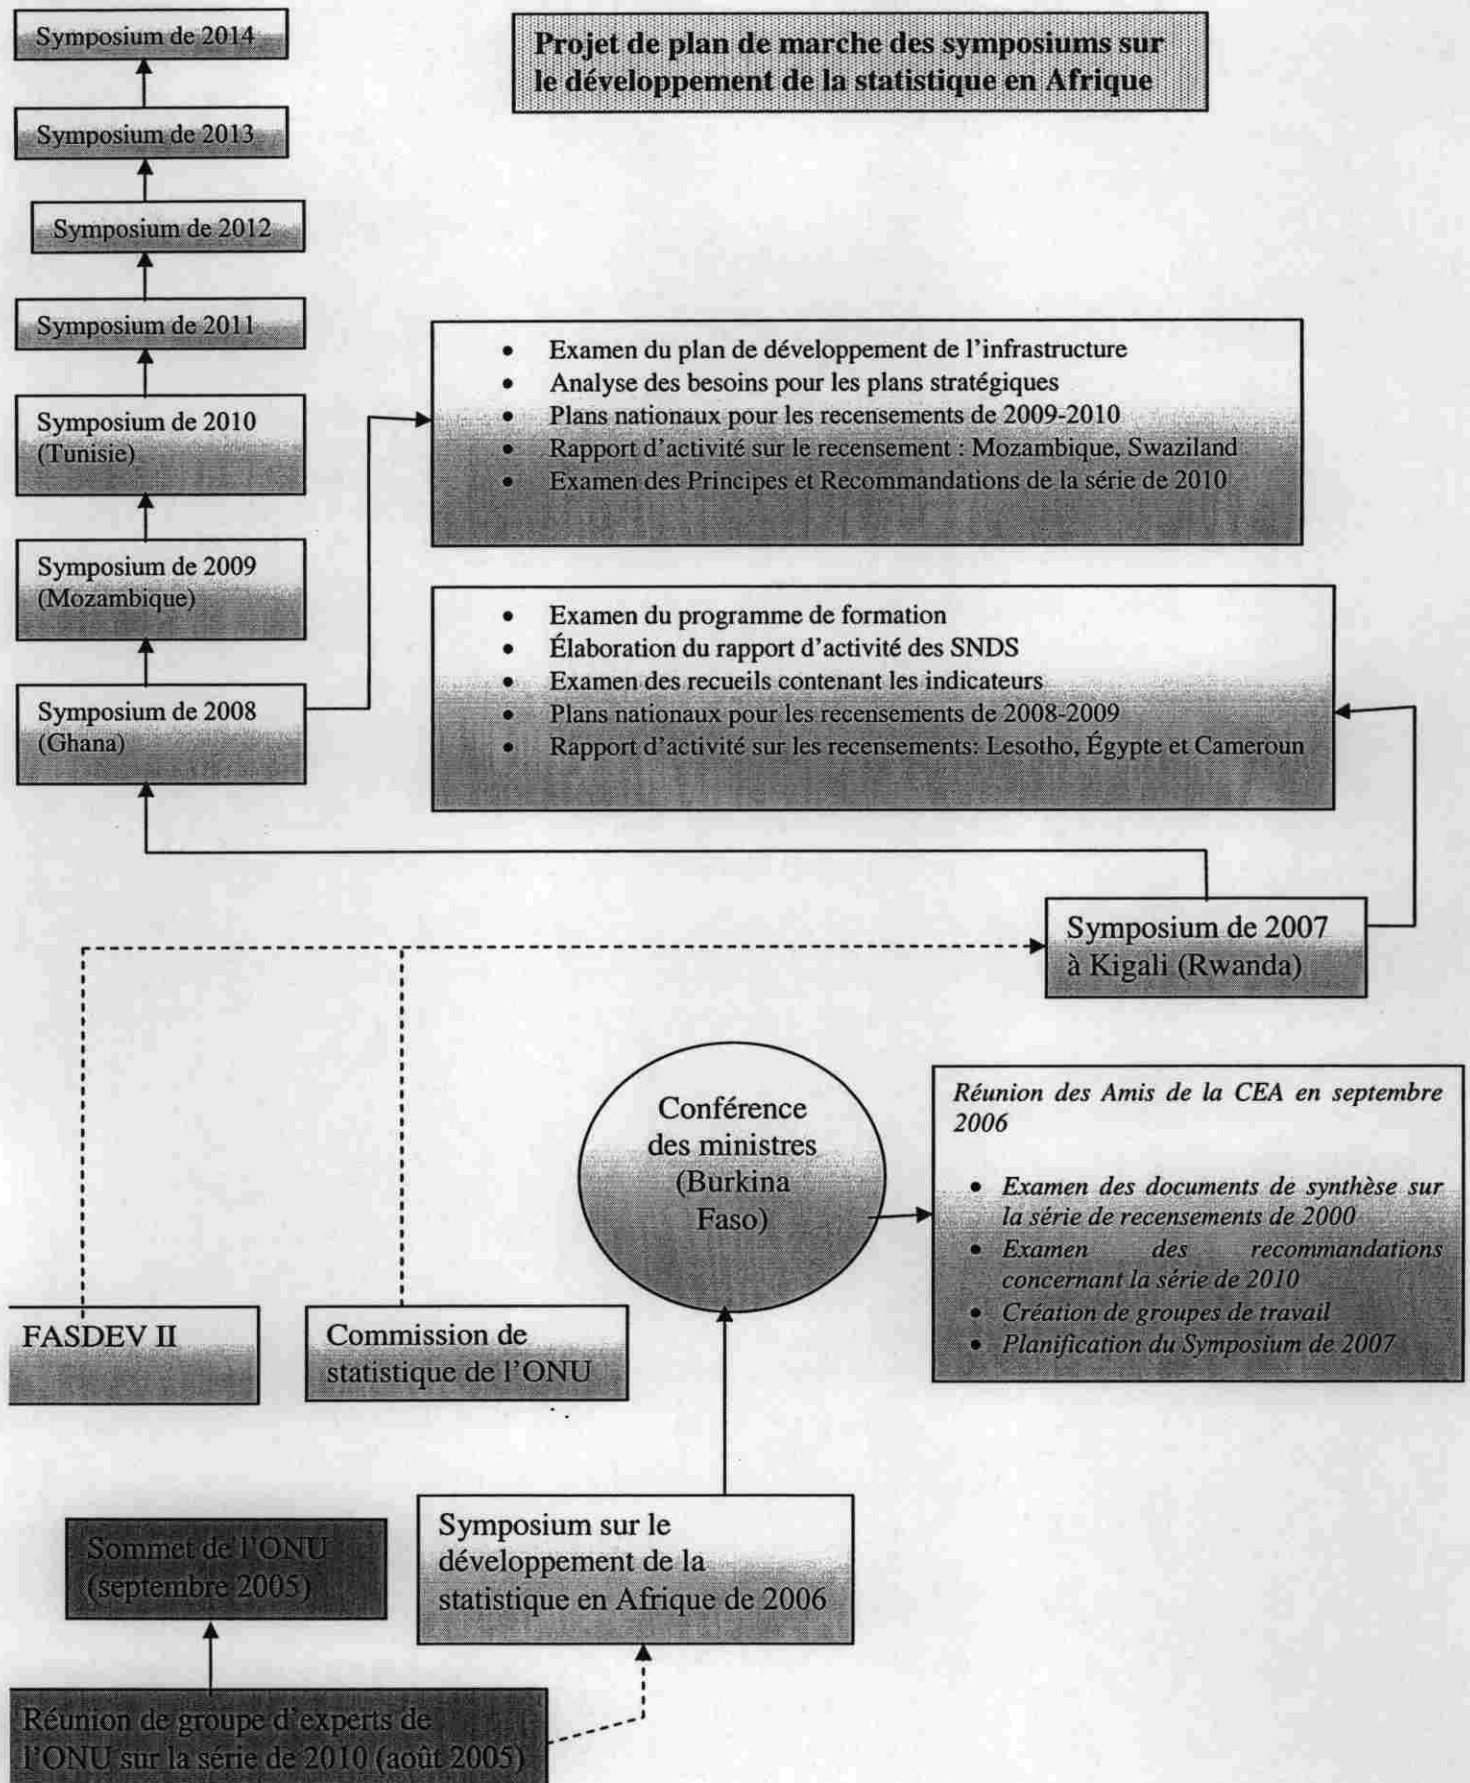 Projet de plan de marche des symposiums sur
le développement de la statistique en Afrique
Symposium de 2014
Symposium de 2013
Symposium de 2012
Symposium de 2011
Symposium de 2010
(Tunisie)
Symposium de 2009
(Mozambique)
Symposium de 2008
(Ghana)
• Examen du plan de développement de l'infrastructure
• Analyse des besoins pour les plans stratégiques
• Plans nationaux pour les recensements de 2009-2010
• Rapport d'activité sur le recensement : Mozambique, Swaziland
• Examen des Principes et Recommandations de la série de 2010
• Examen du programme de formation
• Élaboration du rapport d'activité des SNDS
• Examen des recueils contenant les indicateurs
• Plans nationaux pour les recensements de 2008-2009
• Rapport d'activité sur les recensements: Lesotho, Égypte et Cameroun
Symposium de 2007
à Kigali (Rwanda)
Conférence
des ministres
(Burkina
Faso)
Réunion des Amis de la CEA en septembre
2006
• Examen des documents de synthèse sur
la série de recensements de 2000
• Examen des recommandations
concernant la série de 2010
• Création de groupes de travail
• Planification du Symposium de 2007
FASDEV II
Commission de
statistique de l'ONU
Symposium sur le
développement de la
statistique en Afrique de 2006
Sommet de l'ONU
(septembre 2005)
Réunion de groupe d'experts de
l'ONU sur la série de 2010 (août 2005)